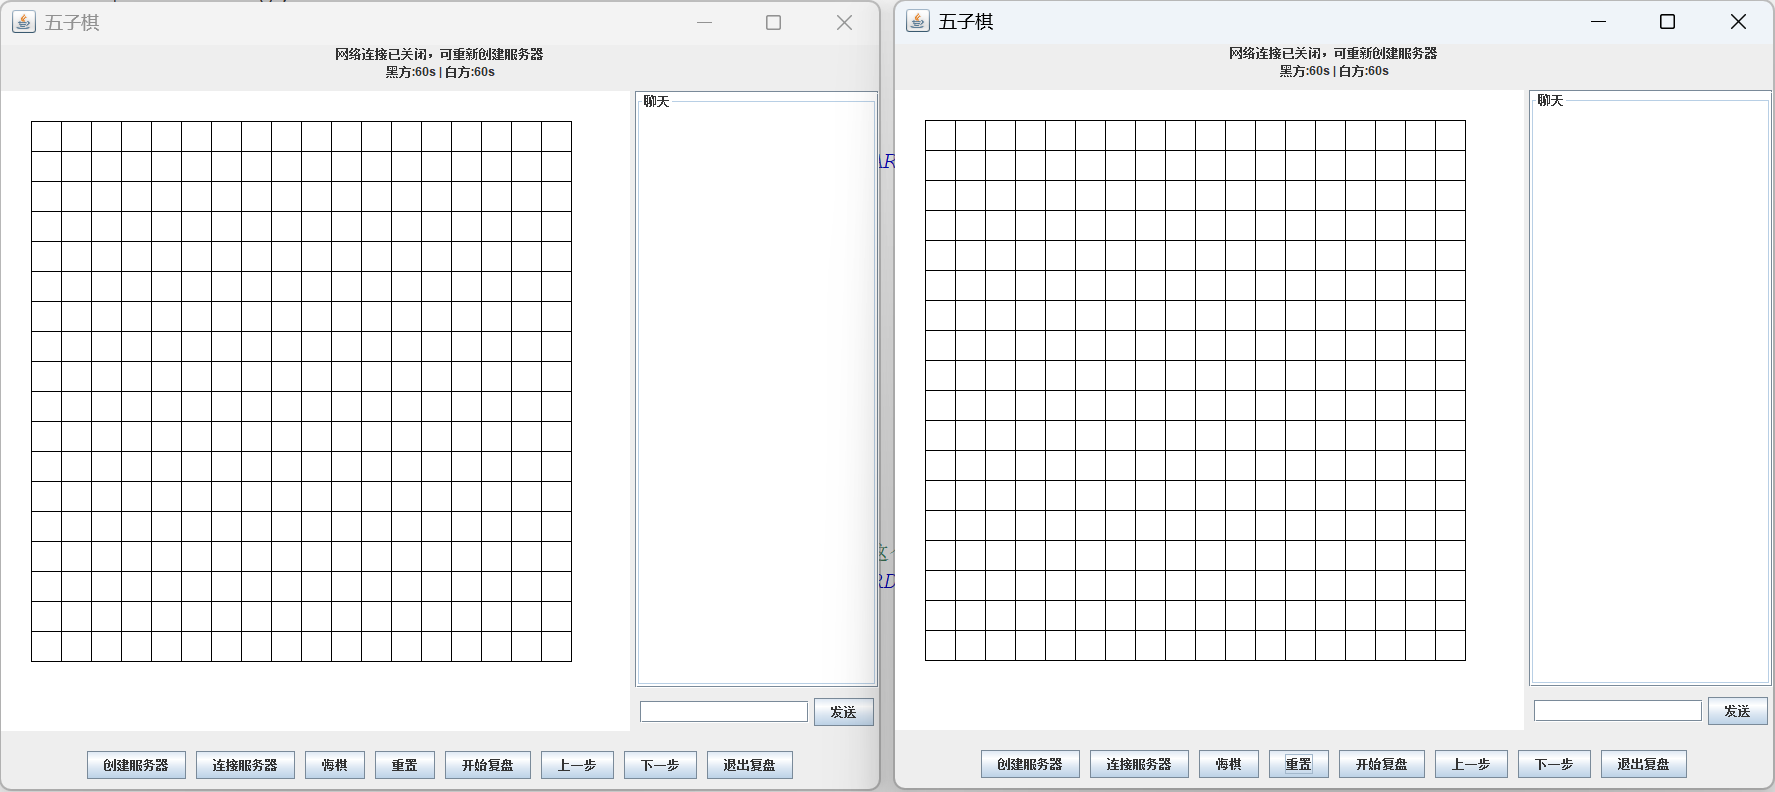 五子棋
网络连接已关闭，可重新创建服务器
黑方:60s | 白方:60s
聊天
发送
创建服务器 连接服务器 悔棋 重置 开始复盘 上一步 下一步 退出复盘
AR
这
RD
五子棋
网络连接已关闭，可重新创建服务器
黑方:60s | 白方:60s
聊天
发送
创建服务器 连接服务器 悔棋 重置 开始复盘 上一步 下一步 退出复盘